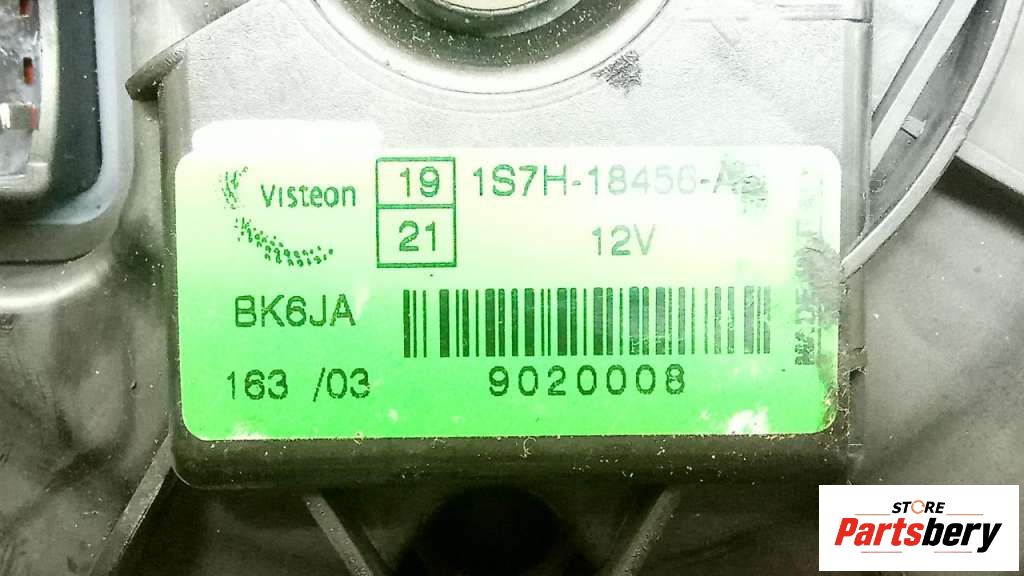 Visteon
19
21
1S7H-18456-A
12V
BK6JA
163 /03
9020008
STORE
Partsbery